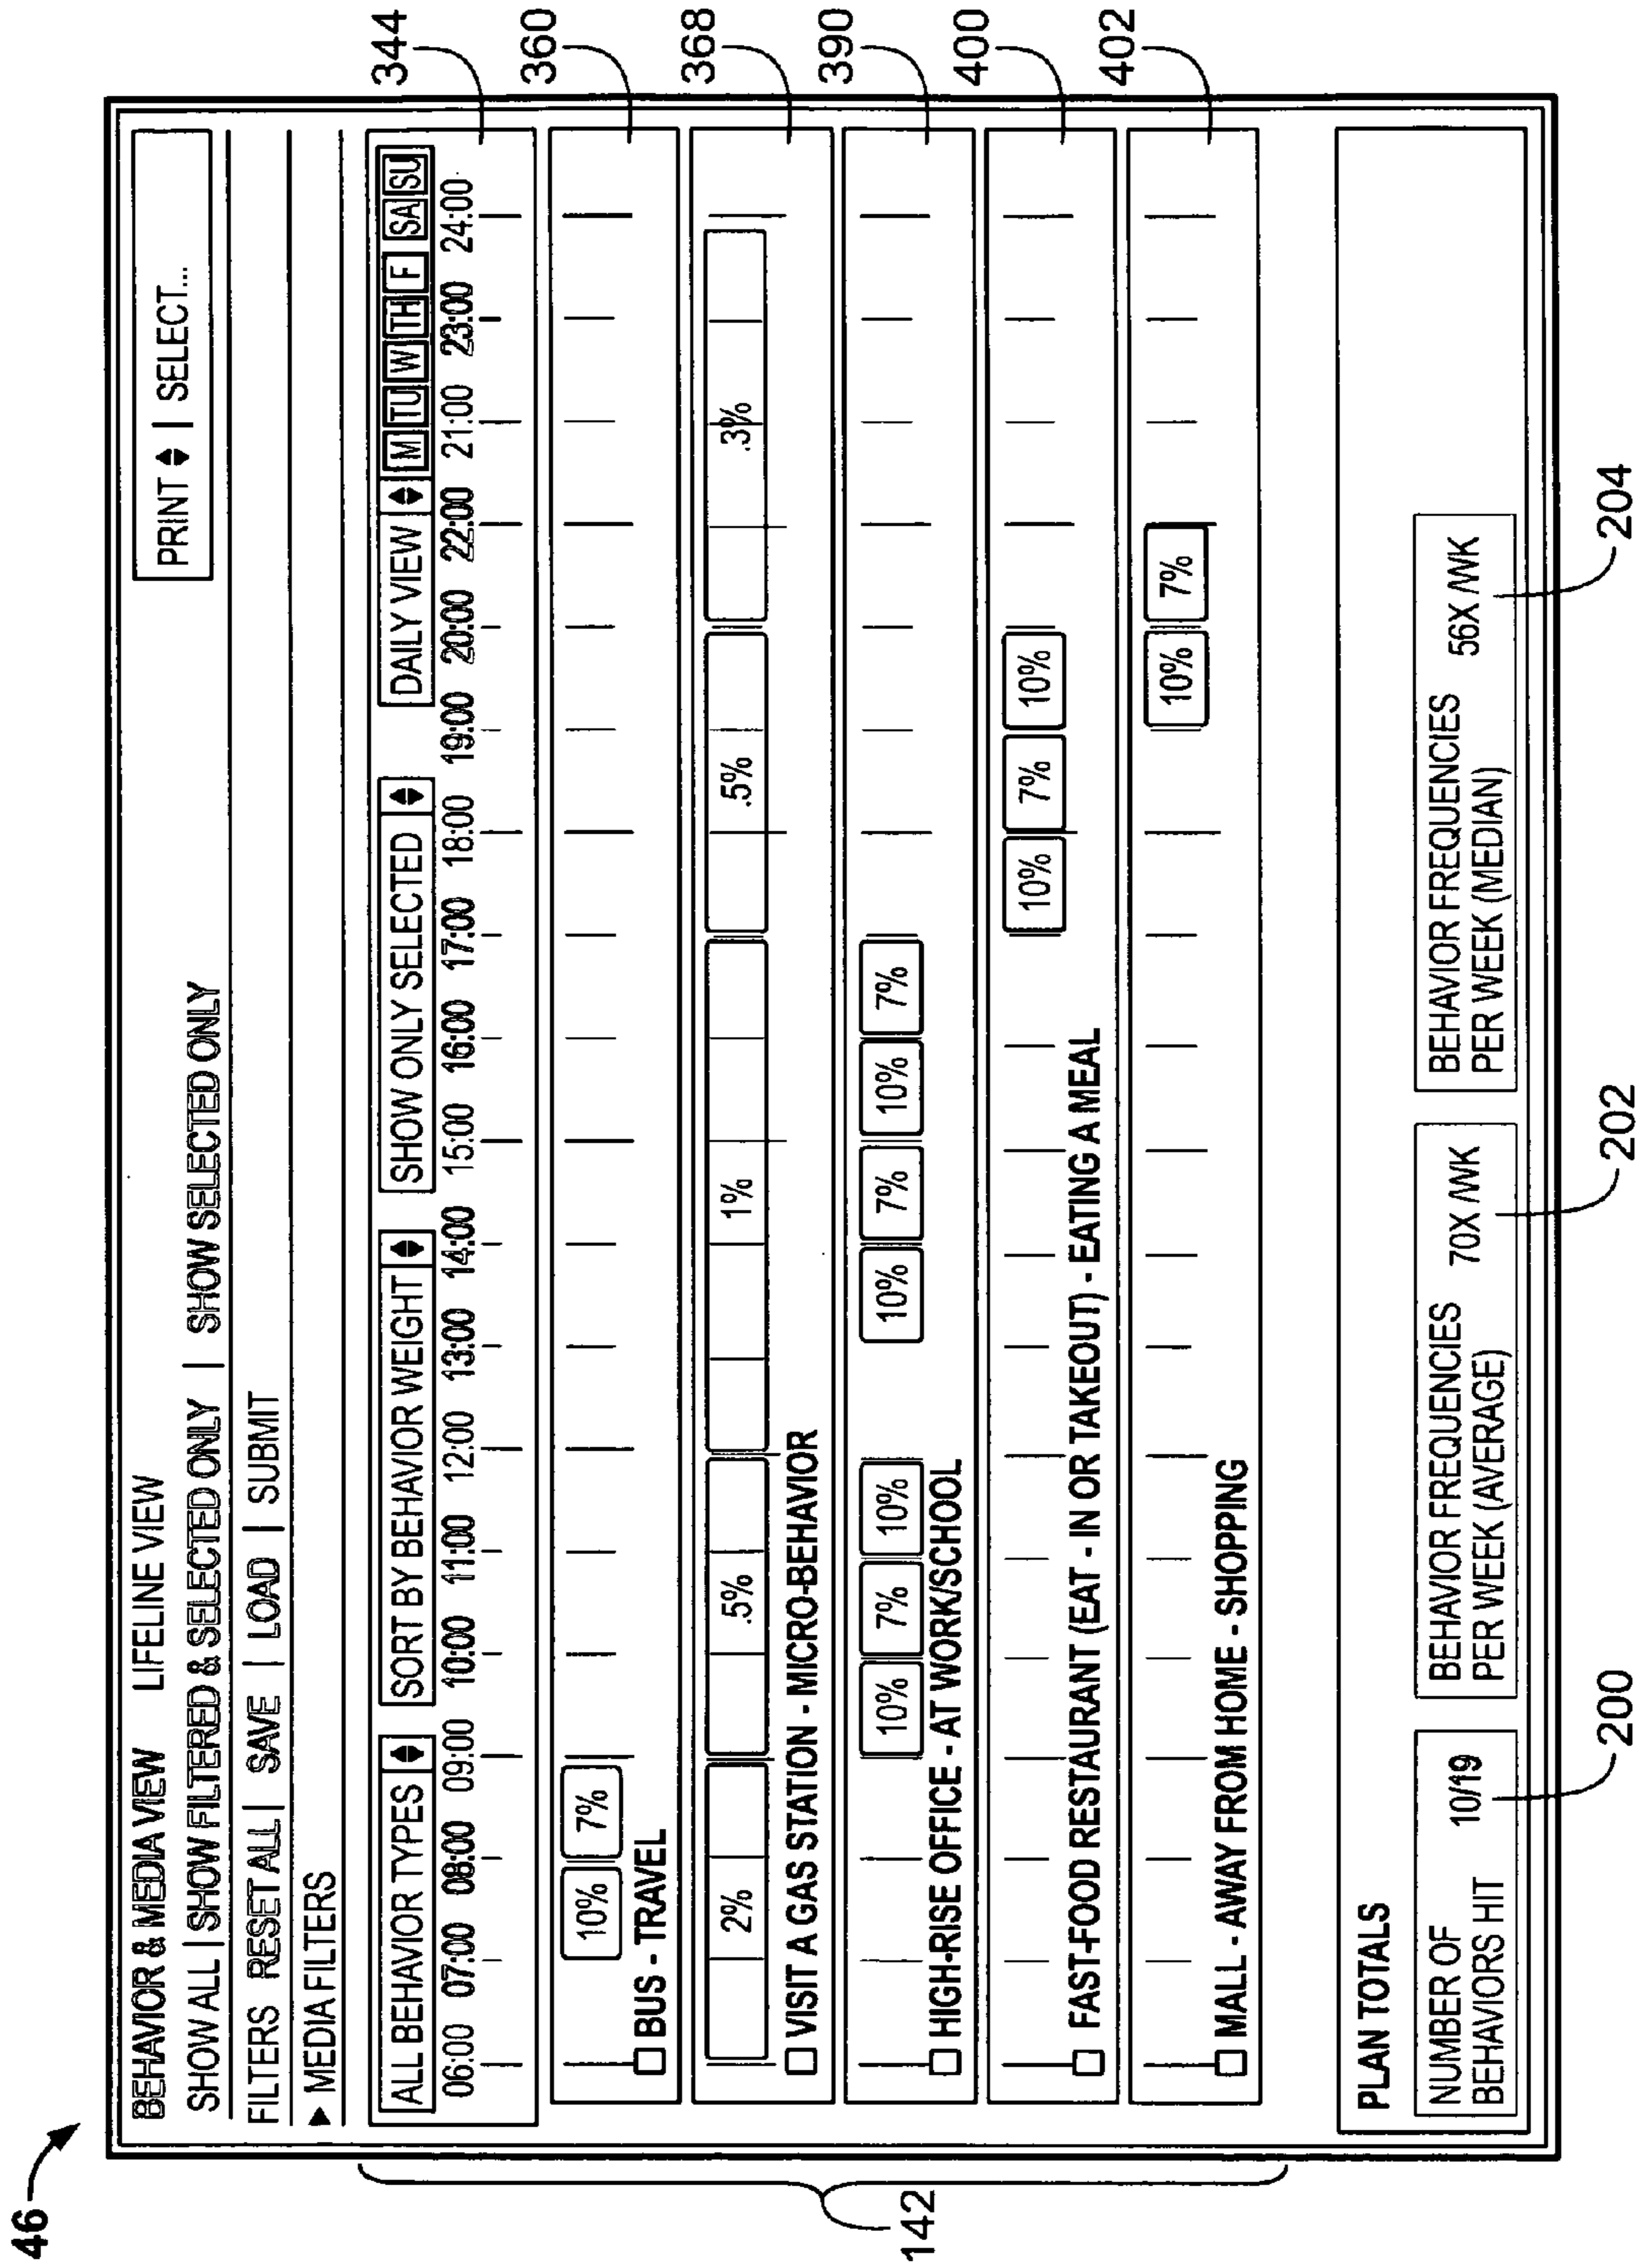 46
BEHAVIOR & MEDIA VIEW LIFELINE VIEW
PRINT | SELECT...
SHOW ALL | SHOW FILTERED & SELECTED ONLY | SHOW SELECTED ONLY
FILTERS RESET ALL | SAVE | LOAD | SUBMIT
▶ MEDIA FILTERS
ALL BEHAVIOR TYPES SORT BY BEHAVIOR WEIGHT SHOW ONLY SELECTED DAILY VIEW M TU W TH F SA SU
06:00 07:00 08:00 09:00 10:00 11:00 12:00 13:00 14:00 15:00 16:00 17:00 18:00 19:00 20:00 22:00 21:00 23:00 24:00
344
10% 7%
BUS - TRAVEL
360
2% .5% 1% .5% .3%
VISIT A GAS STATION - MICRO-BEHAVIOR
368
10% 7% 10% 10% 7% 10% 7%
HIGH-RISE OFFICE - AT WORK/SCHOOL
390
10% 7% 10%
FAST-FOOD RESTAURANT (EAT - IN OR TAKEOUT) - EATING A MEAL
400
10% 7%
MALL - AWAY FROM HOME - SHOPPING
402
142
PLAN TOTALS
NUMBER OF
BEHAVIORS HIT 10/19
BEHAVIOR FREQUENCIES
PER WEEK (AVERAGE) 70X /WK
BEHAVIOR FREQUENCIES
PER WEEK (MEDIAN) 56X /WK
200
202
204